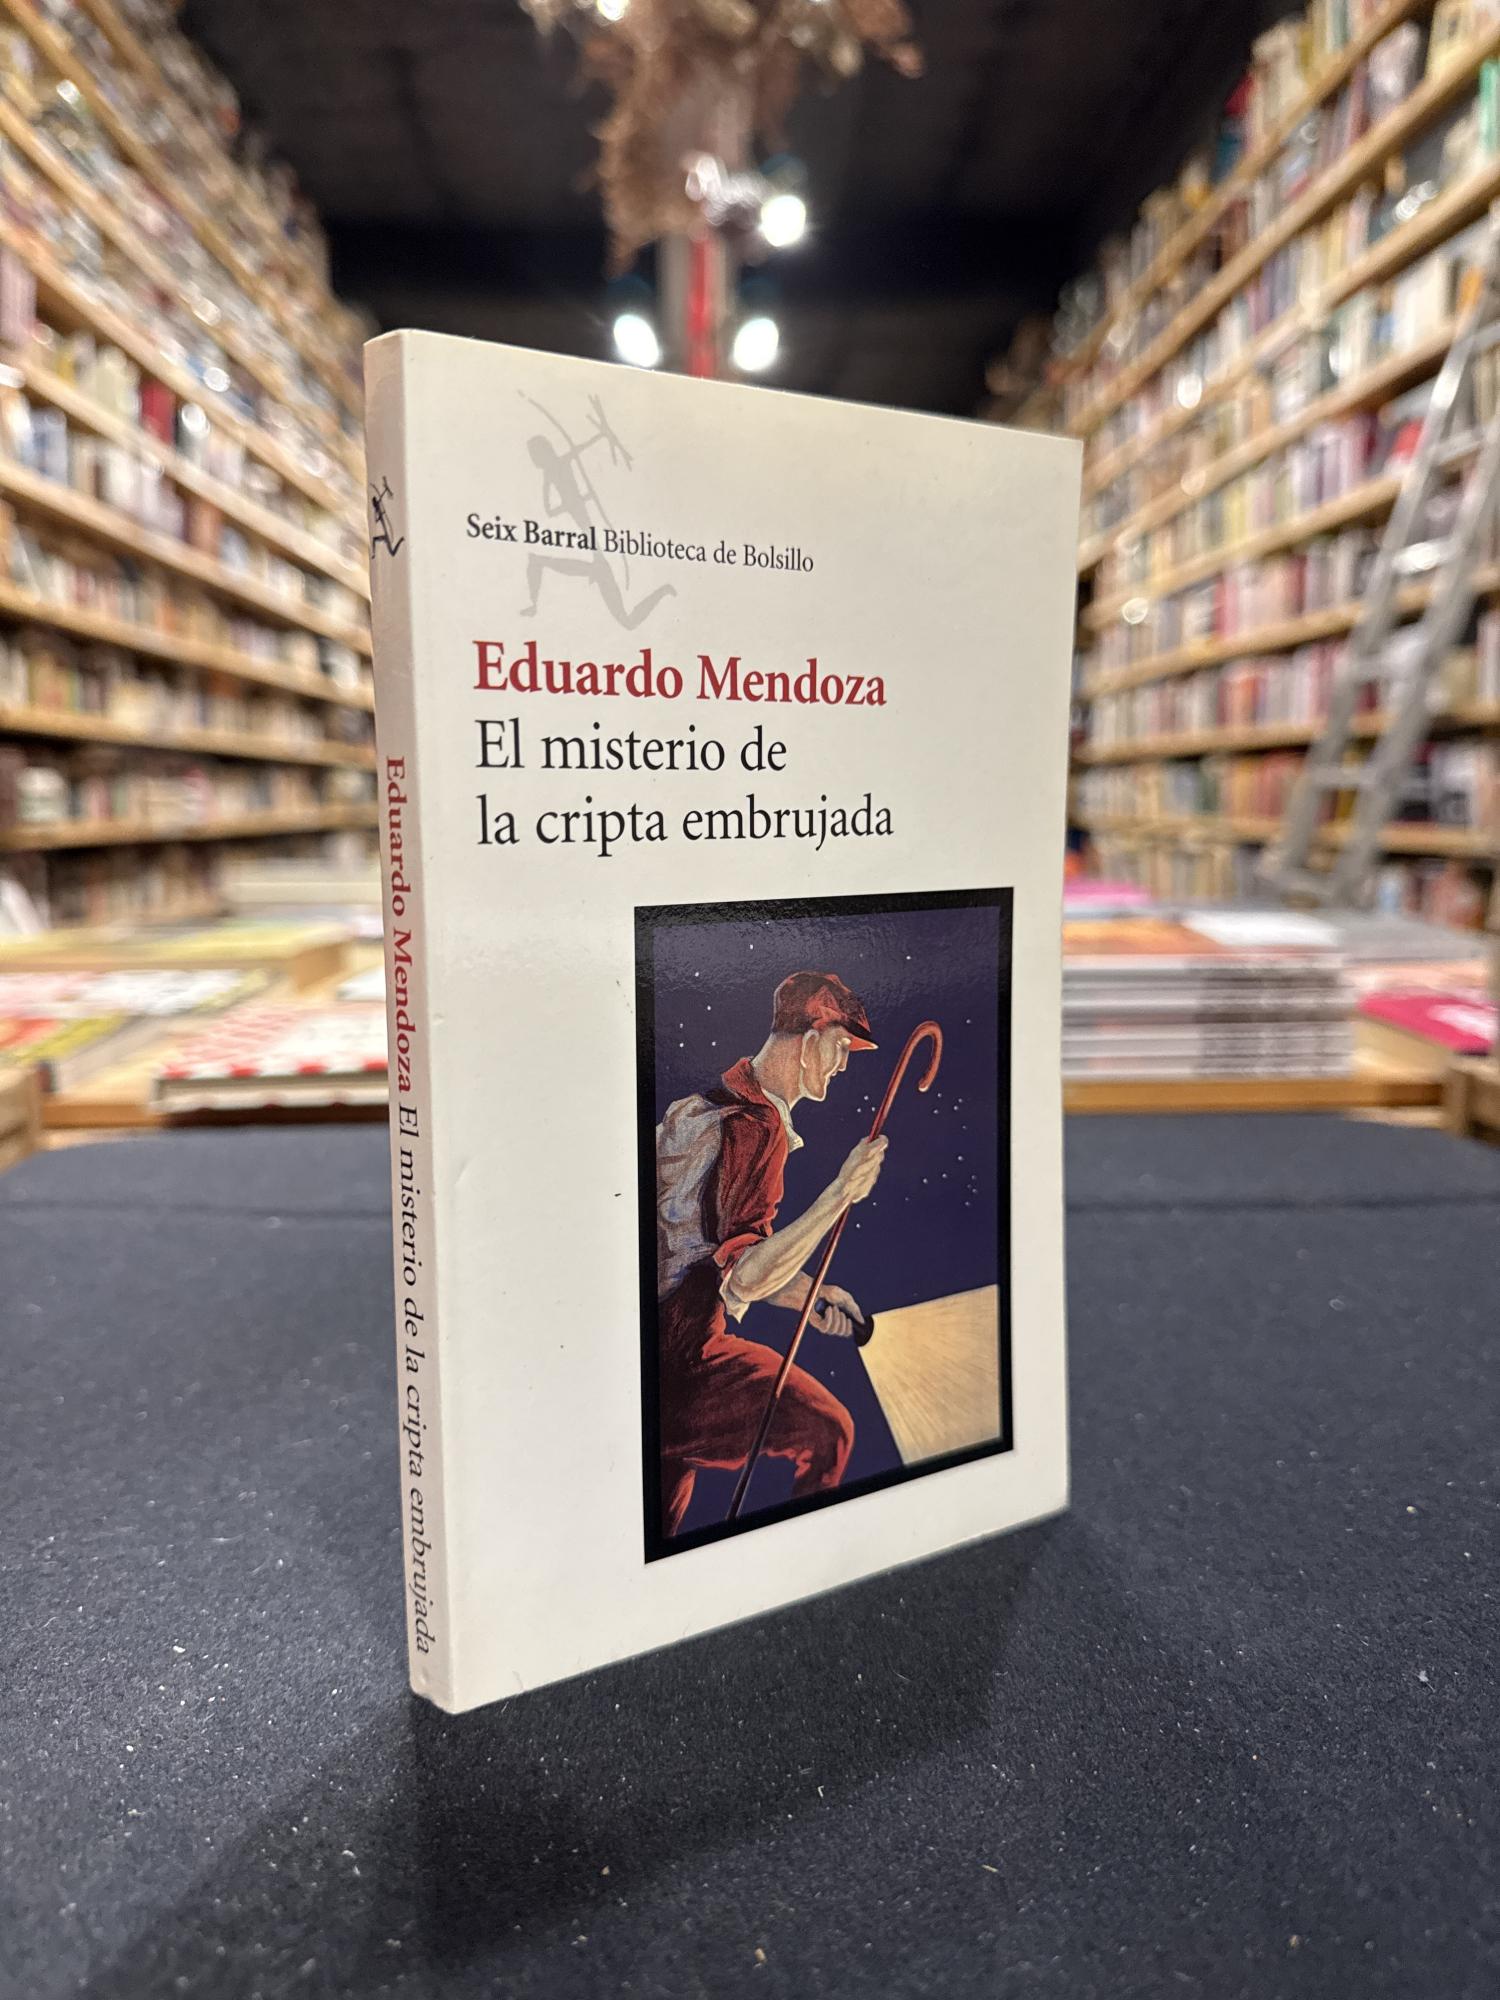 Seix Barral Biblioteca de Bolsillo
Eduardo Mendoza
El misterio de
la cripta embrujada
Eduardo Mendoza El misterio de la cripta embrujada